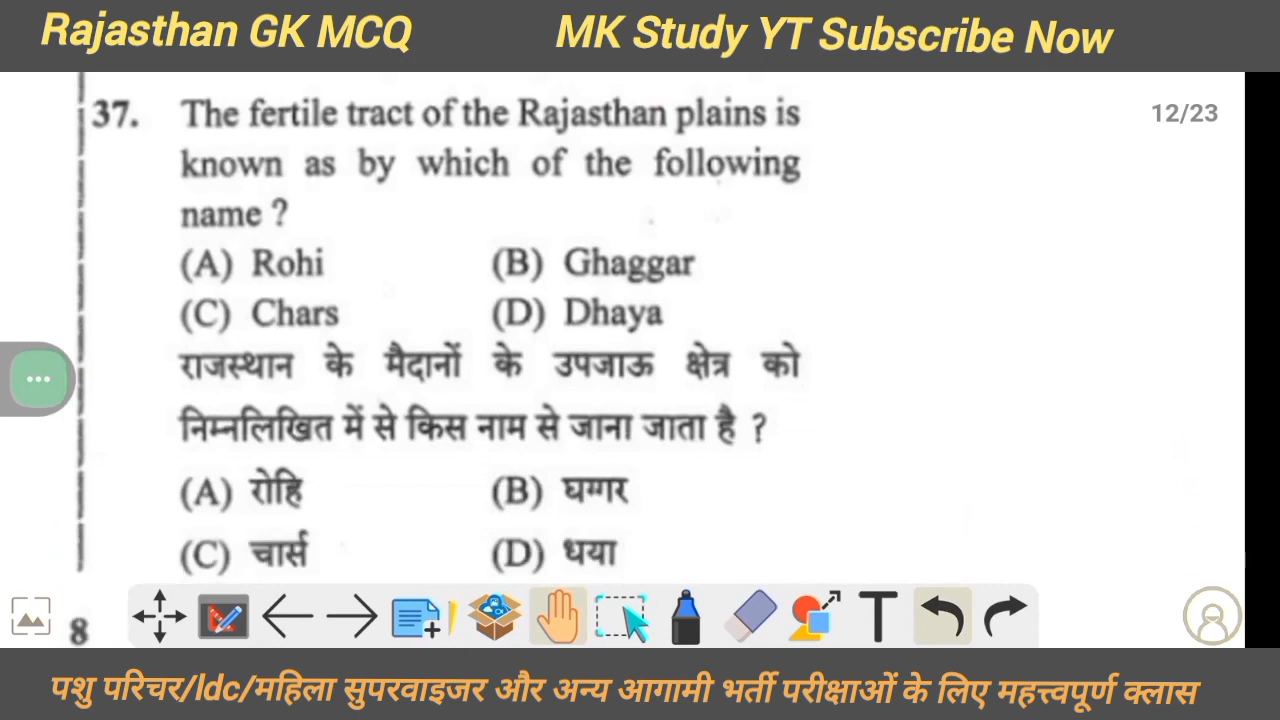 Rajasthan GK MCQ
MK Study YT Subscribe Now
12/23
37. The fertile tract of the Rajasthan plains is
known as by which of the following
name ?
(A) Rohi (B) Ghaggar
(C) Chars (D) Dhaya
राजस्थान के मैदानों के उपजाऊ क्षेत्र को
निम्नलिखित में से किस नाम से जाना जाता है ?
(A) रोहि (B) घग्गर
(C) चार्स (D) धया
8
T
पशु परिचर/ldc/महिला सुपरवाइजर और अन्य आगामी भर्ती परीक्षाओं के लिए महत्त्वपूर्ण क्लास